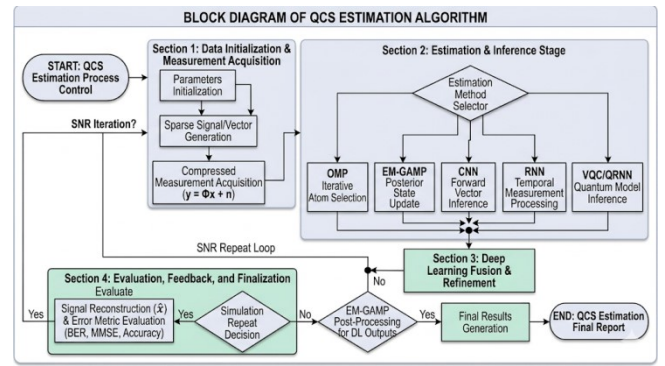 BLOCK DIAGRAM OF QCS ESTIMATION ALGORITHM
START: QCS
Estimation Process
Control
Section 1: Data Initialization &
Measurement Acquisition
Parameters
Initialization
Sparse Signal/Vector
Generation
Compressed
Measurement Acquisition
(y = Φx + n)
SNR Iteration?
Section 2: Estimation & Inference Stage
Estimation
Method
Selector
OMP
Iterative
Atom Selection
EM-GAMP
Posterior
State
Update
CNN
Forward
Vector
Inference
RNN
Temporal
Measurement
Processing
VQC/QRNN
Quantum Model
Inference
SNR Repeat Loop
Section 3: Deep
Learning Fusion &
Refinement
No
Section 4: Evaluation, Feedback, and Finalization
Evaluate
Yes
Signal Reconstruction (x̂)
& Error Metric Evaluation
(BER, MMSE, Accuracy)
Yes
Simulation
Repeat
Decision
No
EM-GAMP
Post-Processing
for DL Outputs
Yes
Final Results
Generation
END: QCS Estimation
Final Report